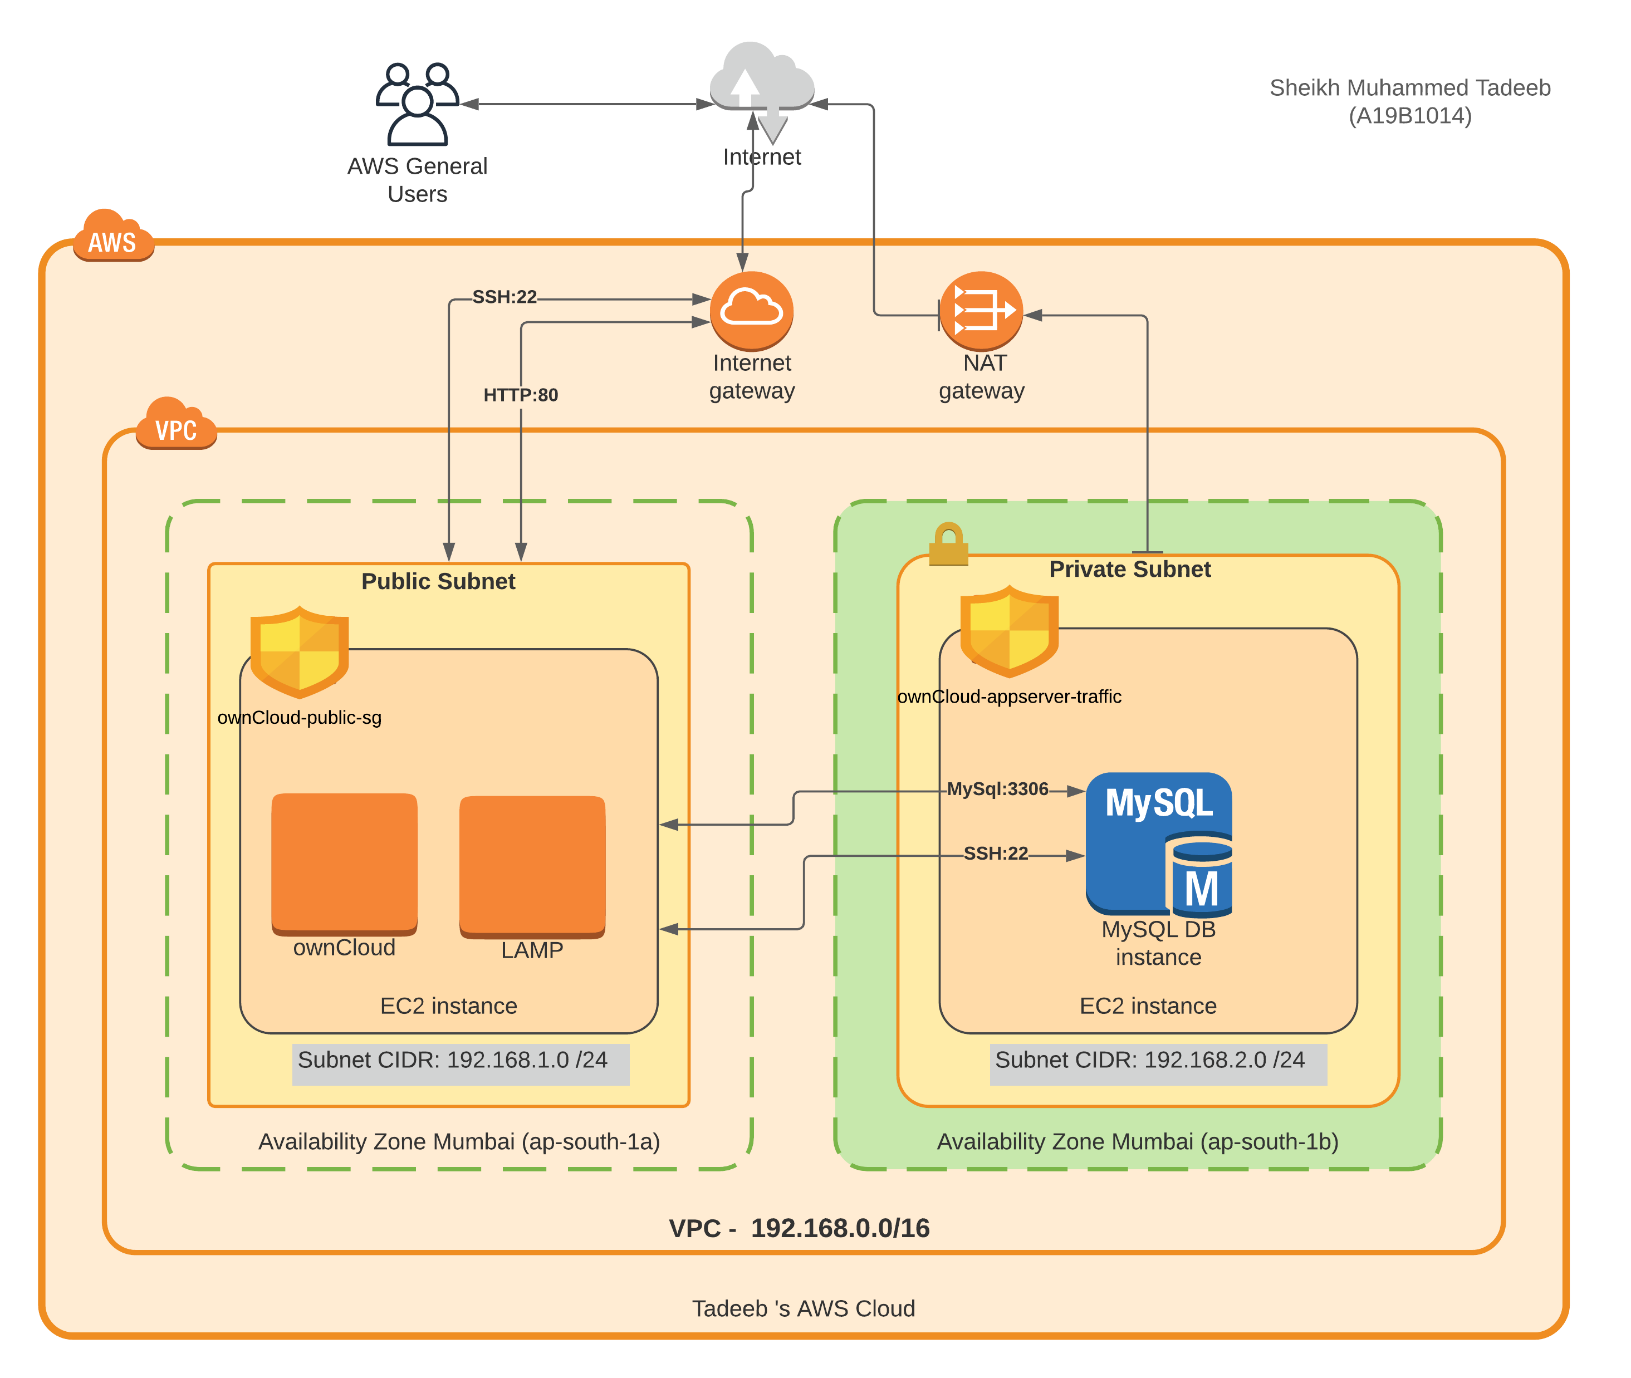 Sheikh Muhammed Tadeeb
(A19B1014)
AWS General
Users
Internet
AWS
SSH:22
HTTP:80
Internet
gateway
NAT
gateway
VPC
Public Subnet
ownCloud-public-sg
ownCloud
LAMP
EC2 instance
Subnet CIDR: 192.168.1.0 /24
Availability Zone Mumbai (ap-south-1a)
Private Subnet
ownCloud-appserver-traffic
MySql:3306
SSH:22
MySQL
M
MySQL DB
instance
EC2 instance
Subnet CIDR: 192.168.2.0 /24
Availability Zone Mumbai (ap-south-1b)
VPC - 192.168.0.0/16
Tadeeb 's AWS Cloud